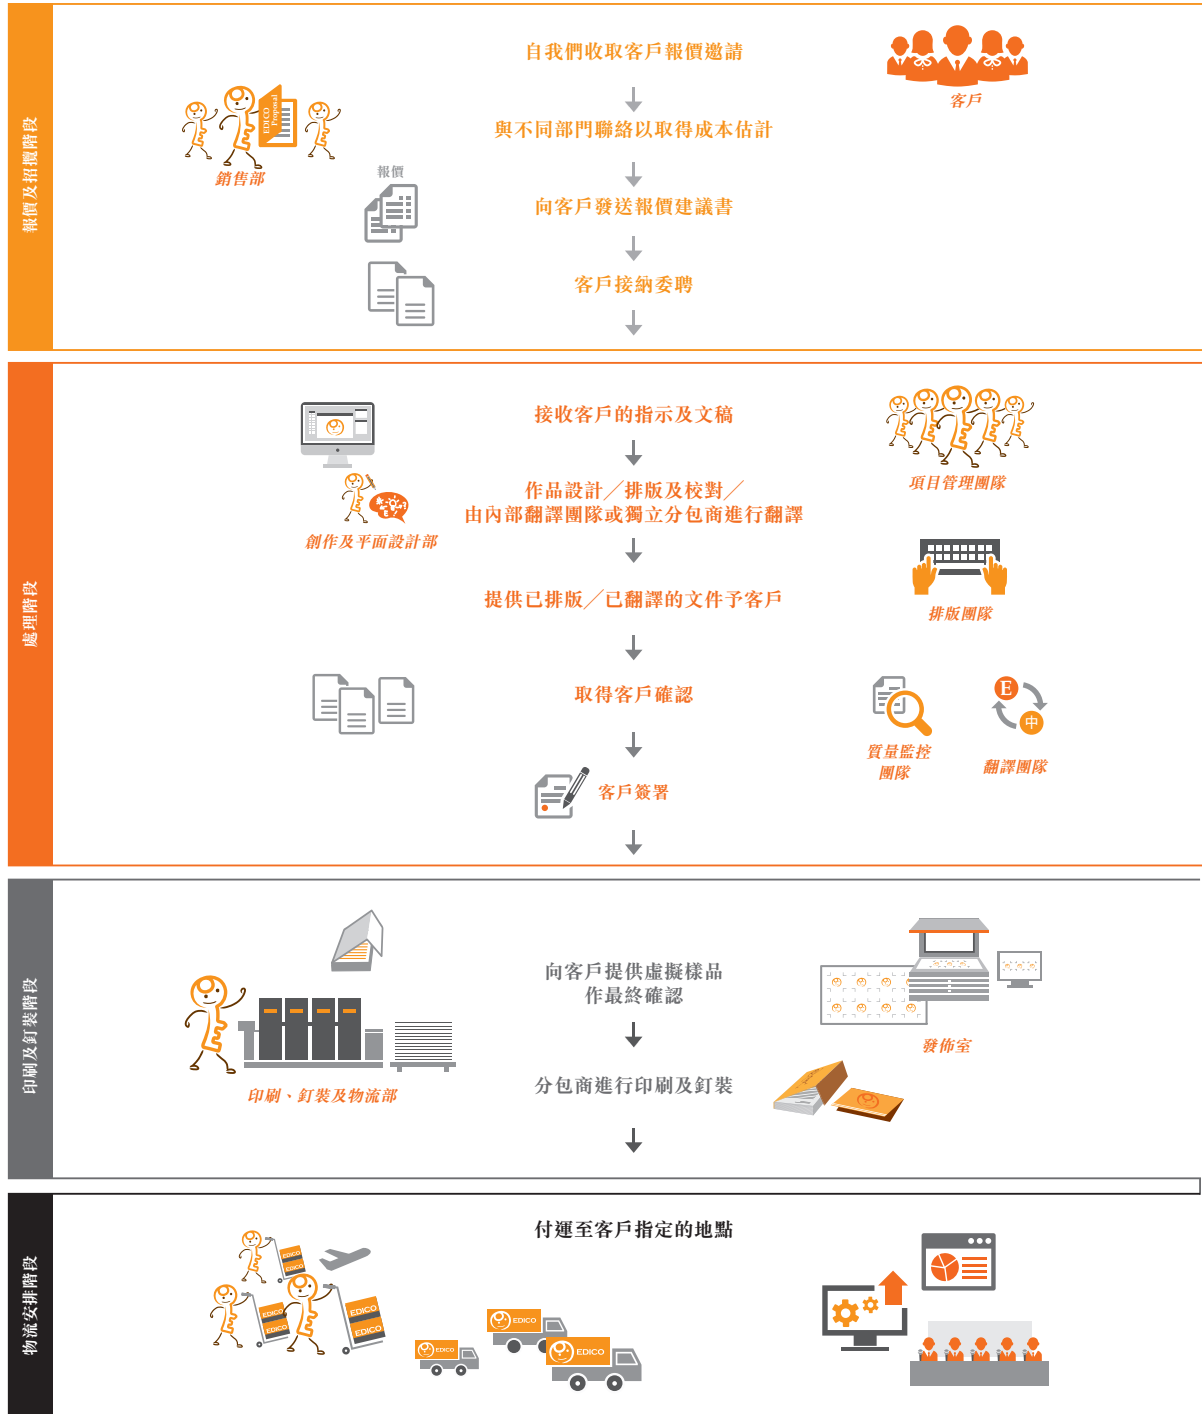 報價及招攬階段
自我們收取客戶報價邀請
客戶
EDICO
Proposal
與不同部門聯絡以取得成本估計
銷售部
報價
向客戶發送報價建議書
客戶接納委聘
處理階段
接收客戶的指示及文稿
項目管理團隊
作品設計／排版及校對／
由內部翻譯團隊或獨立分包商進行翻譯
創作及平面設計部
提供已排版／已翻譯的文件予客戶
排版團隊
取得客戶確認
E
中
質量監控
團隊
翻譯團隊
客戶簽署
印刷及釘裝階段
向客戶提供虛擬樣品
作最終確認
發佈室
分包商進行印刷及釘裝
印刷、釘裝及物流部
物流安排階段
付運至客戶指定的地點
EDICO
EDICO
EDICO
EDICO
EDICO
EDICO
EDICO
EDICO
EDICO